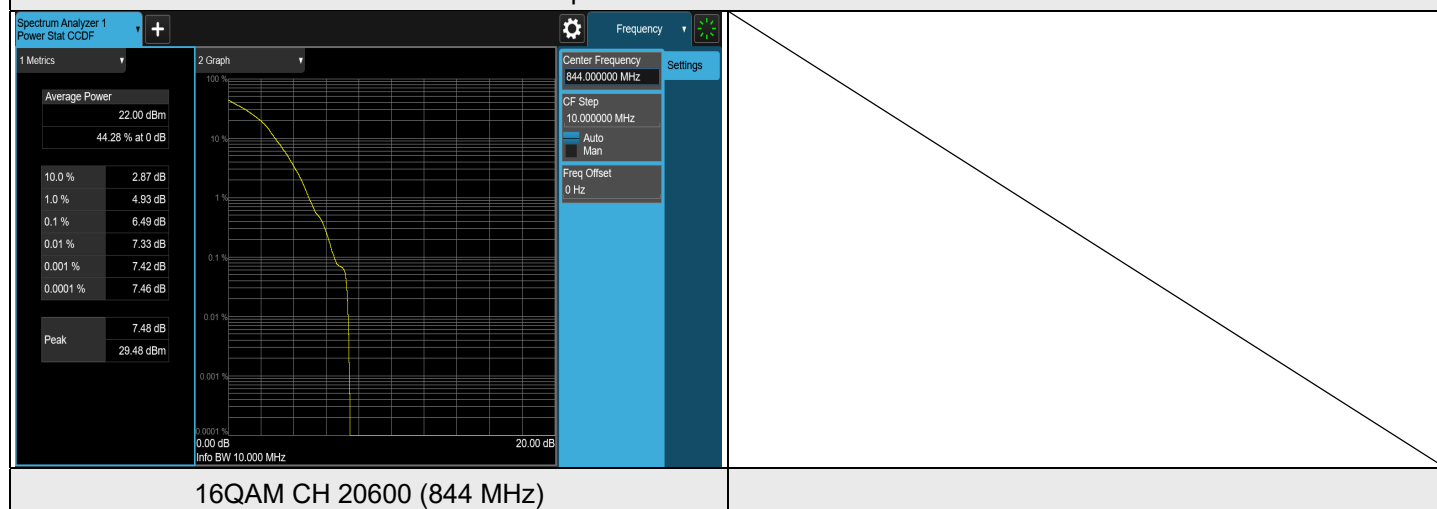 Spectrum Analyzer 1
Power Stat CCDF
+
Frequency
1 Metrics
2 Graph
Center Frequency
844.000000 MHz
Settings
CF Step
10.000000 MHz
Auto
Man
Freq Offset
0 Hz
Average Power
22.00 dBm
44.28 % at 0 dB
10.0 % 2.87 dB
1.0 % 4.93 dB
0.1 % 6.49 dB
0.01 % 7.33 dB
0.001 % 7.42 dB
0.0001 % 7.46 dB
Peak 7.48 dB
29.48 dBm
100 %
10 %
1 %
0.1 %
0.01 %
0.001 %
0.0001 %
0.00 dB 20.00 dB
Info BW 10.000 MHz
16QAM CH 20600 (844 MHz)